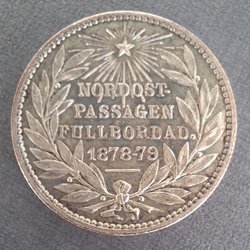 NORDOST-
PASSAGEN
FULLBORDAD.
1878-79